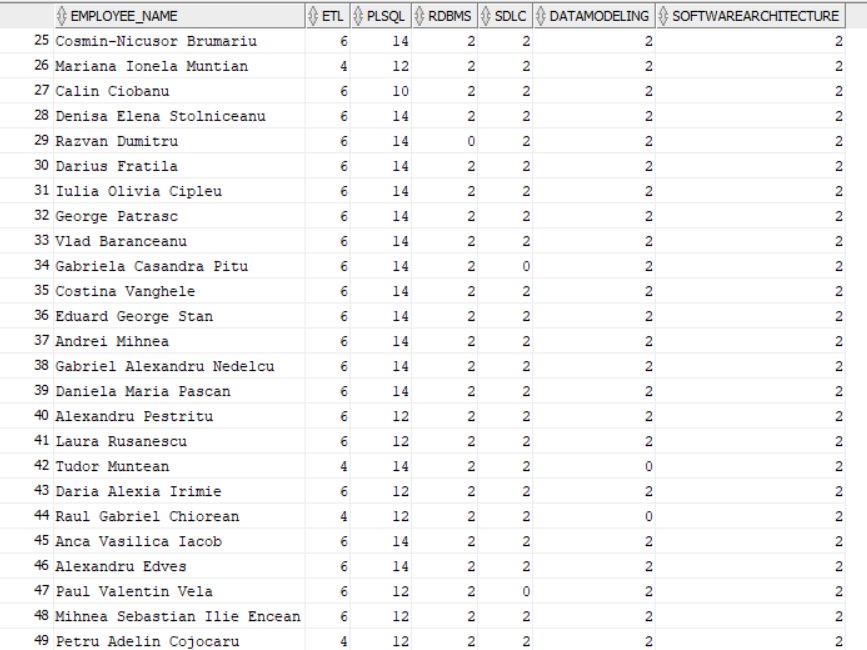 EMPLOYEE_NAME ETL PLSQL RDBMS SDLC DATAMODELING SOFTWAREARCHITECTURE
25 Cosmin-Nicusor Brumariu 6 14 2 2 2 2
26 Mariana Ionela Muntian 4 12 2 2 2 2
27 Calin Ciobanu 6 10 2 2 2 2
28 Denisa Elena Stolniceanu 6 14 2 2 2 2
29 Razvan Dumitru 6 14 0 2 2 2
30 Darius Fratila 6 14 2 2 2 2
31 Iulia Olivia Cipleu 6 14 2 2 2 2
32 George Patrasc 6 14 2 2 2 2
33 Vlad Baranceanu 6 14 2 2 2 2
34 Gabriela Casandra Pitu 6 14 2 0 2 2
35 Costina Vanghele 6 14 2 2 2 2
36 Eduard George Stan 6 14 2 2 2 2
37 Andrei Mihnea 6 14 2 2 2 2
38 Gabriel Alexandru Nedelcu 6 14 2 2 2 2
39 Daniela Maria Pascan 6 14 2 2 2 2
40 Alexandru Pestritu 6 12 2 2 2 2
41 Laura Rusanescu 6 12 2 2 2 2
42 Tudor Muntean 4 14 2 2 0 2
43 Daria Alexia Irimie 6 12 2 2 2 2
44 Raul Gabriel Chiorean 4 12 2 2 0 2
45 Anca Vasilica Iacob 6 14 2 2 2 2
46 Alexandru Edves 6 14 2 2 2 2
47 Paul Valentin Vela 6 12 2 0 2 2
48 Mihnea Sebastian Ilie Encean 6 12 2 2 2 2
49 Petru Adelin Cojocaru 4 12 2 2 2 2